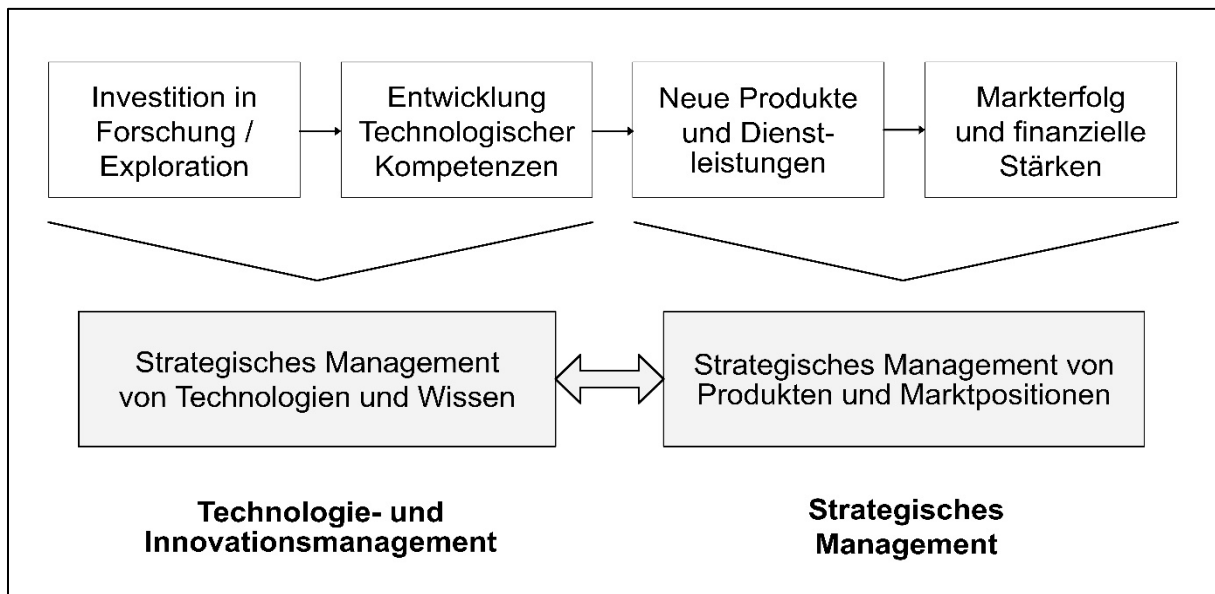 Investition in
Forschung /
Exploration
Entwicklung
Technologischer
Kompetenzen
Neue Produkte
und Dienst-
leistungen
Markterfolg
und finanzielle
Stärken
Strategisches Management
von Technologien und Wissen
Strategisches Management von
Produkten und Marktpositionen
Technologie- und
Innovationsmanagement
Strategisches
Management